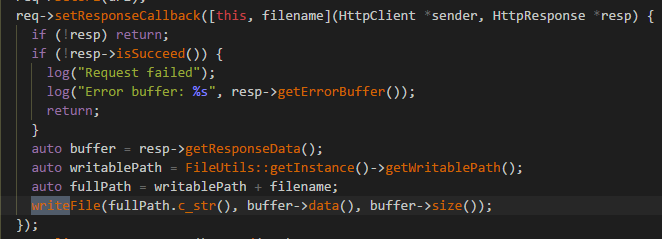 req->setResponseCallback([this, filename](HttpClient *sender, HttpResponse *resp) {
if (!resp) return;
if (!resp->isSucceed()) {
log("Request failed");
log("Error buffer: %s", resp->getErrorBuffer());
return;
}
auto buffer = resp->getResponseData();
auto writablePath = FileUtils::getInstance()->getWritablePath();
auto fullPath = writablePath + filename;
writeFile(fullPath.c_str(), buffer->data(), buffer->size());
});